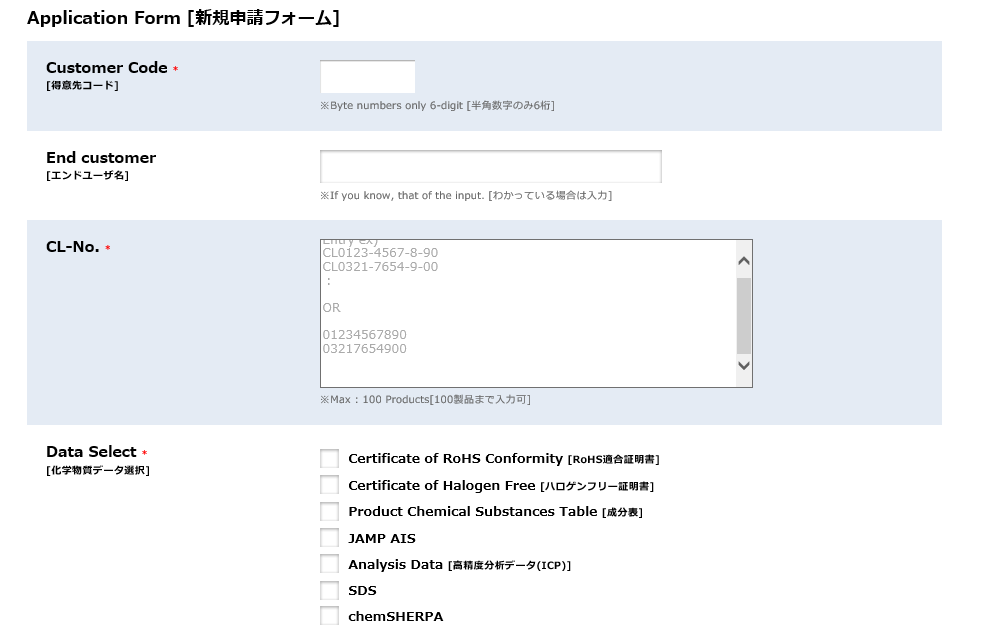 Application Form [新規申請フォーム]
Customer Code *
[得意先コード]
※Byte numbers only 6-digit [半角数字のみ6桁]
End customer
[エンドユーザ名]
※If you know, that of the input. [わかっている場合は入力]
CL-No. *
Entry ex)
CL0123-4567-8-90
CL0321-7654-9-00
:
OR
01234567890
03217654900
※Max : 100 Products[100製品まで入力可]
Data Select *
[化学物質データ選択]
Certificate of RoHS Conformity [RoHS適合証明書]
Certificate of Halogen Free [ハロゲンフリー証明書]
Product Chemical Substances Table [成分表]
JAMP AIS
Analysis Data [高精度分析データ(ICP)]
SDS
chemSHERPA